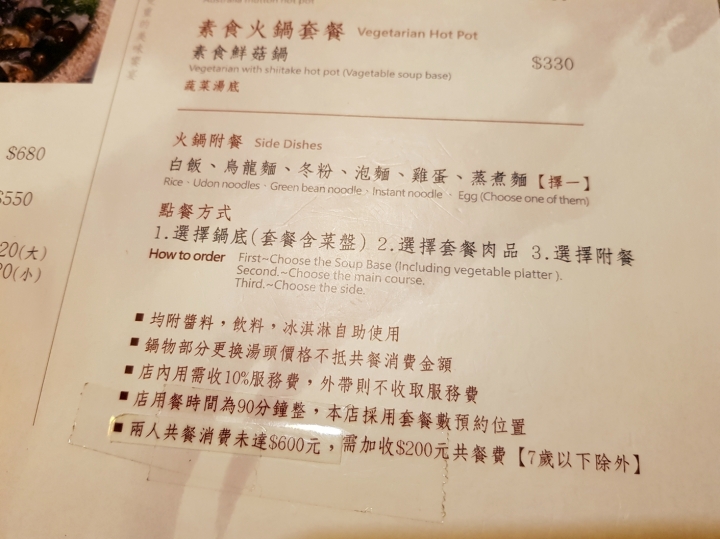 素食火鍋套餐 Vegetarian Hot Pot
素食鮮菇鍋 $330
Vegetarian with shiitake hot pot (Vagetable soup base)
蔬菜湯底
火鍋附餐 Side Dishes
白飯、烏龍麵、冬粉、泡麵、雞蛋、蒸煮麵【擇一】
Rice、Udon noodles、Green bean noodle、Instant noodle 、 Egg (Choose one of them)
點餐方式
1.選擇鍋底(套餐含菜盤) 2.選擇套餐肉品 3.選擇附餐
How to order First~Choose the Soup Base (Including vegetable platter ).
Second.~Choose the main course.
Third.~Choose the side.
■ 均附醬料，飲料，冰淇淋自助使用
■ 鍋物部分更換湯頭價格不抵共餐消費金額
■ 店內用需收10%服務費，外帶則不收取服務費
■ 店用餐時間為90分鐘整，本店採用套餐數預約位置
■ 兩人共餐消費未達$600元，需加收$200元共餐費【7歲以下除外】
$680
$550
20(大)
20(小)